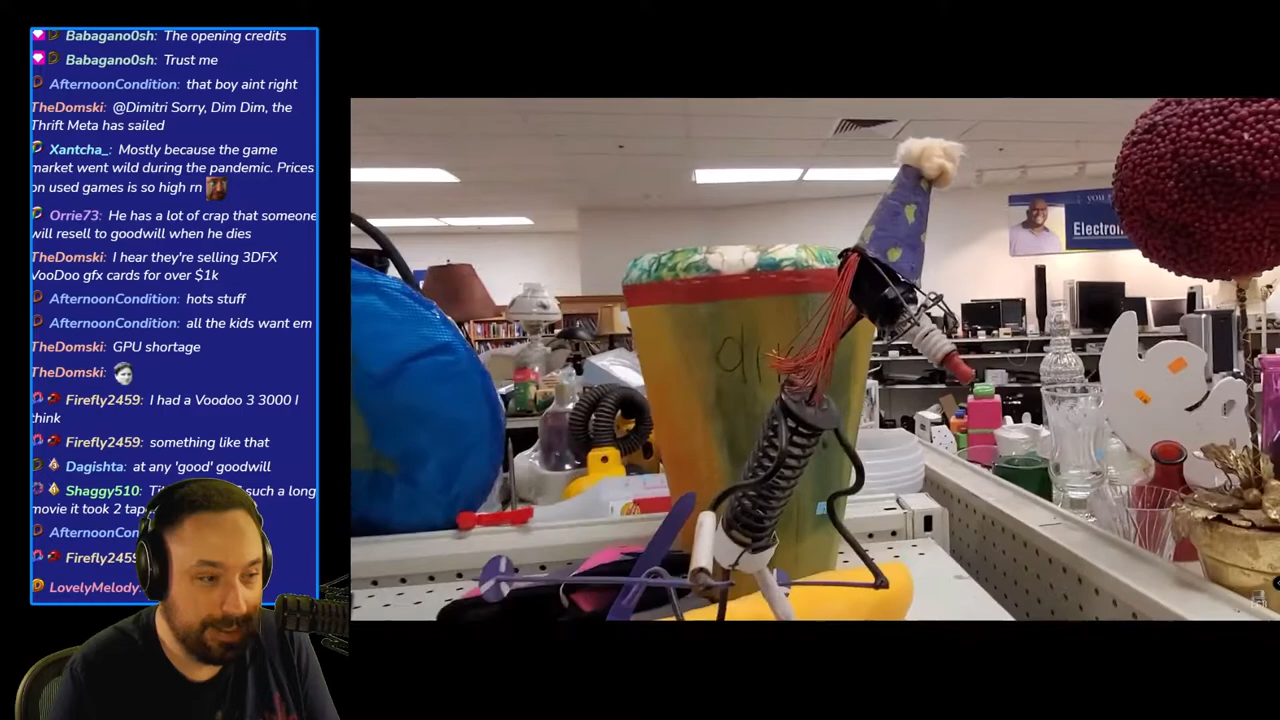 Babagano0sh: The opening credits
Babagano0sh: Trust me
AfternoonCondition: that boy aint right
TheDomski: @Dimitri Sorry, Dim Dim, the
Thrift Meta has sailed
Xantcha_: Mostly because the game
market went wild during the pandemic. Prices
on used games is so high rn
Orrie73: He has a lot of crap that someone
will resell to goodwill when he dies
TheDomski: I hear they're selling 3DFX
VooDoo gfx cards for over $1k
AfternoonCondition: hots stuff
AfternoonCondition: all the kids want em
TheDomski: GPU shortage
TheDomski:
Firefly2459: I had a Voodoo 3 3000 I
think
Firefly2459: something like that
Dagishta: at any 'good' goodwill
Shaggy510: such a long
movie it took 2
Firefly2459
LovelyMelody
YOU